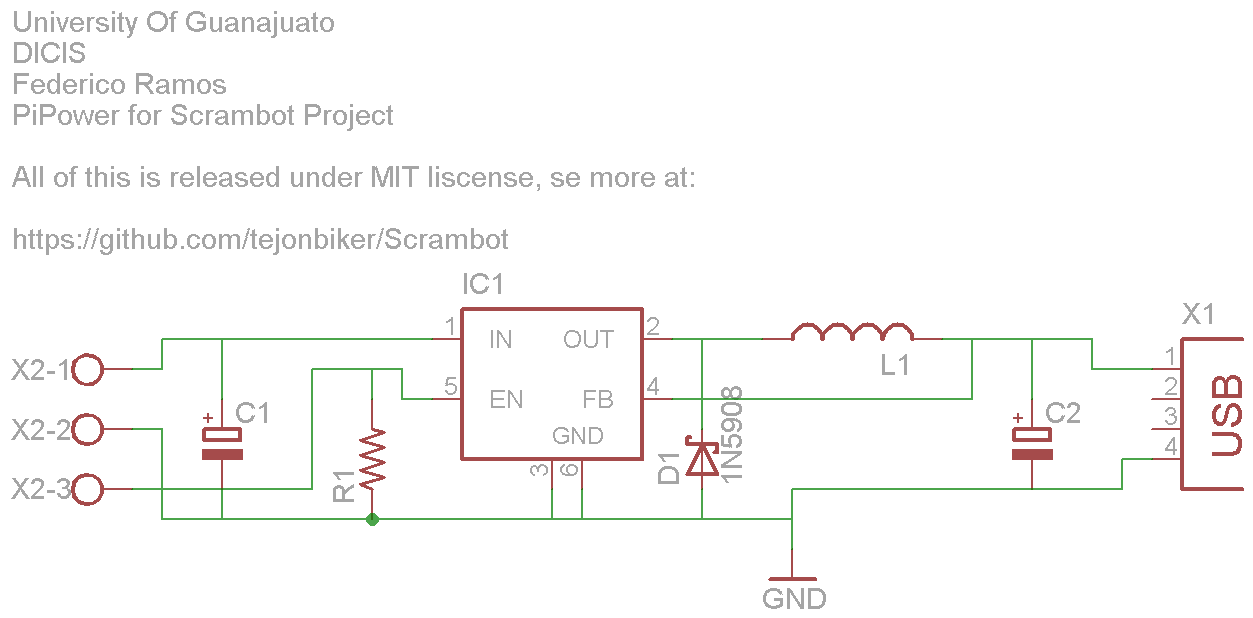 University Of Guanajuato
DICIS
Federico Ramos
PiPower for Scrambot Project
All of this is released under MIT liscense, se more at:
https://github.com/tejonbiker/Scrambot
IC1
X1
1 IN OUT 2
L1
1
X2-1
5 EN FB 4
2
C1
C2
3
X2-2
GND
4
USB
D1
1N5908
3
6
X2-3
R1
GND